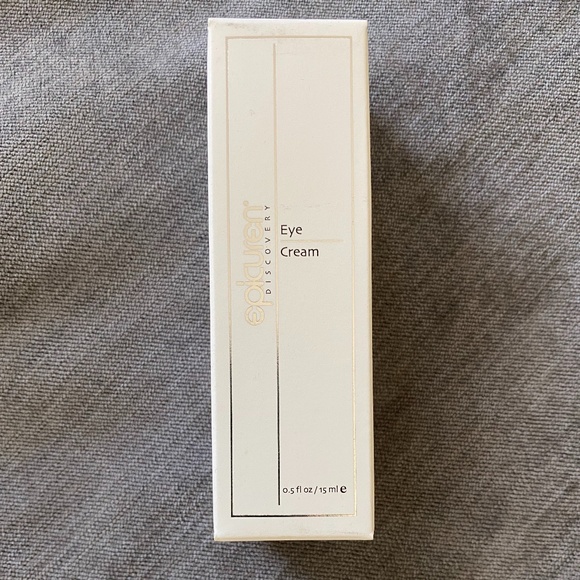 epicuren®
DISCOVERY
Eye
Cream
0.5 fl oz / 15 ml e